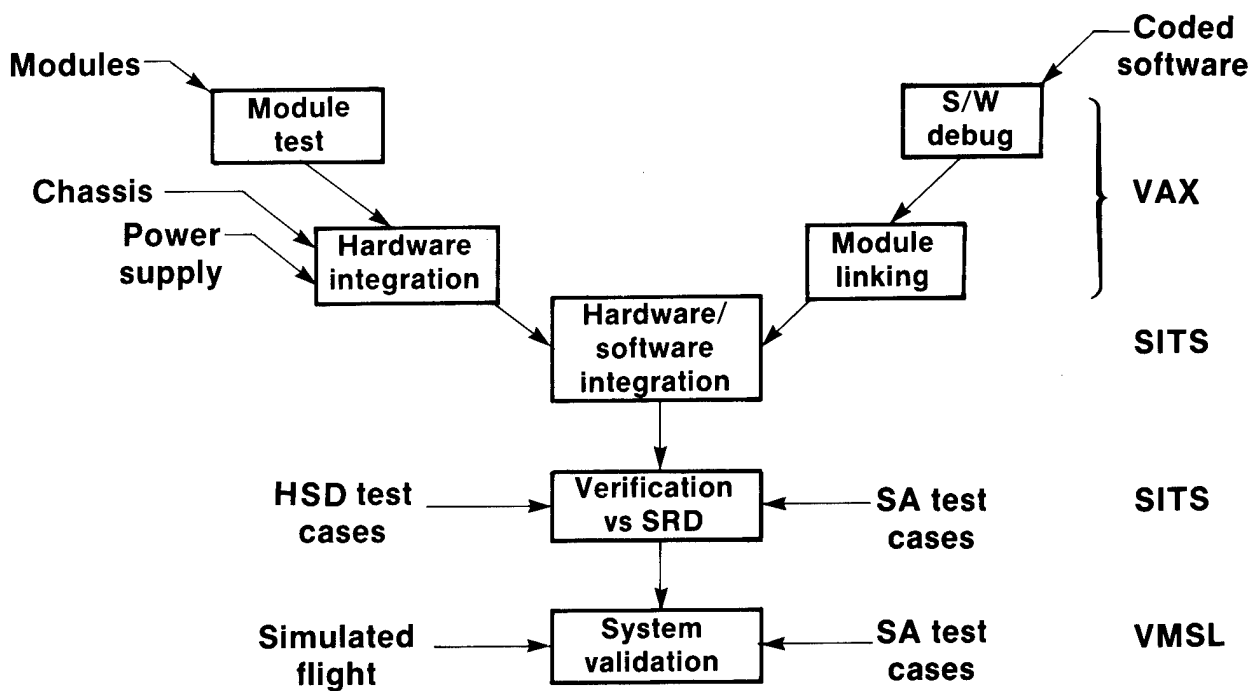 Modules
Module
test
Chassis
Power
supply
Hardware
integration
Coded
software
S/W
debug
VAX
Module
linking
Hardware/
software
integration
SITS
HSD test
cases
Verification
vs SRD
SA test
cases
SITS
Simulated
flight
System
validation
SA test
cases
VMSL